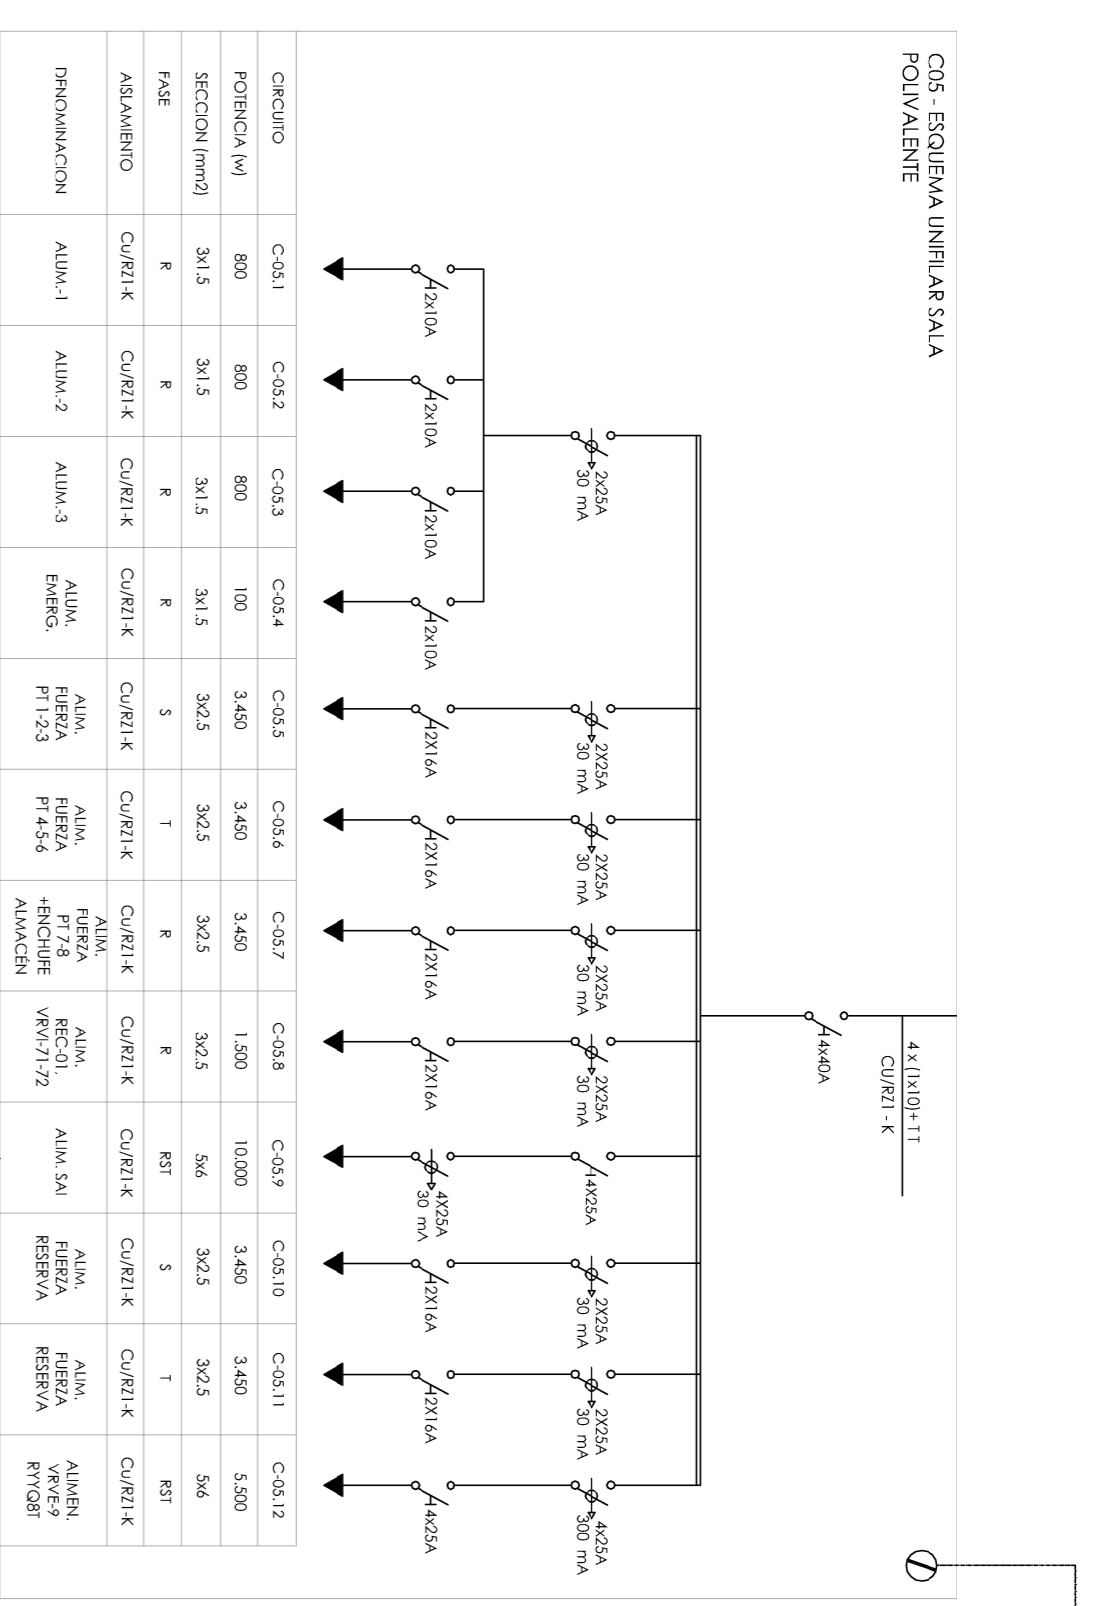 C05 - ESQUEMA UNIFILAR SALA
POLIVALENTE
4 x (1x10)+ TT
CU/RZ1 - K
4x40A
2x25A
30 mA
2X25A
30 mA
2X25A
30 mA
2X25A
30 mA
2X25A
30 mA
4X25A
2X25A
30 mA
2X25A
30 mA
4x25A
300 mA
2x10A
2x10A
2x10A
2x10A
2X16A
2X16A
2X16A
2X16A
4X25A
30 mA
2X16A
2X16A
4x25A
CIRCUITO C-05.1 C-05.2 C-05.3 C-05.4 C-05.5 C-05.6 C-05.7 C-05.8 C-05.9 C-05.10 C-05.11 C-05.12
POTENCIA (w) 800 800 800 100 3.450 3.450 3.450 1.500 10.000 3.450 3.450 5.500
SECCION (mm2) 3x1.5 3x1.5 3x1.5 3x1.5 3x2.5 3x2.5 3x2.5 3x2.5 5x6 3x2.5 3x2.5 5x6
FASE R R R R S T R R RST S T RST
AISLAMIENTO Cu/RZ1-K Cu/RZ1-K Cu/RZ1-K Cu/RZ1-K Cu/RZ1-K Cu/RZ1-K Cu/RZ1-K Cu/RZ1-K Cu/RZ1-K Cu/RZ1-K Cu/RZ1-K Cu/RZ1-K
DENOMINACION
ALUM.-1
ALUM.-2
ALUM.-3
ALUM.
EMERG.
ALIM.
FUERZA
PT 1-2-3
ALIM.
FUERZA
PT 4-5-6
ALIM.
FUERZA
PT 7-8
+ENCHUFE
ALMACÉN
ALIM.
REC-01,
VRVI-71-72
ALIM. SAI
ALIM.
FUERZA
RESERVA
ALIM.
FUERZA
RESERVA
ALIMEN.
VRVE-9
RYYQ8T